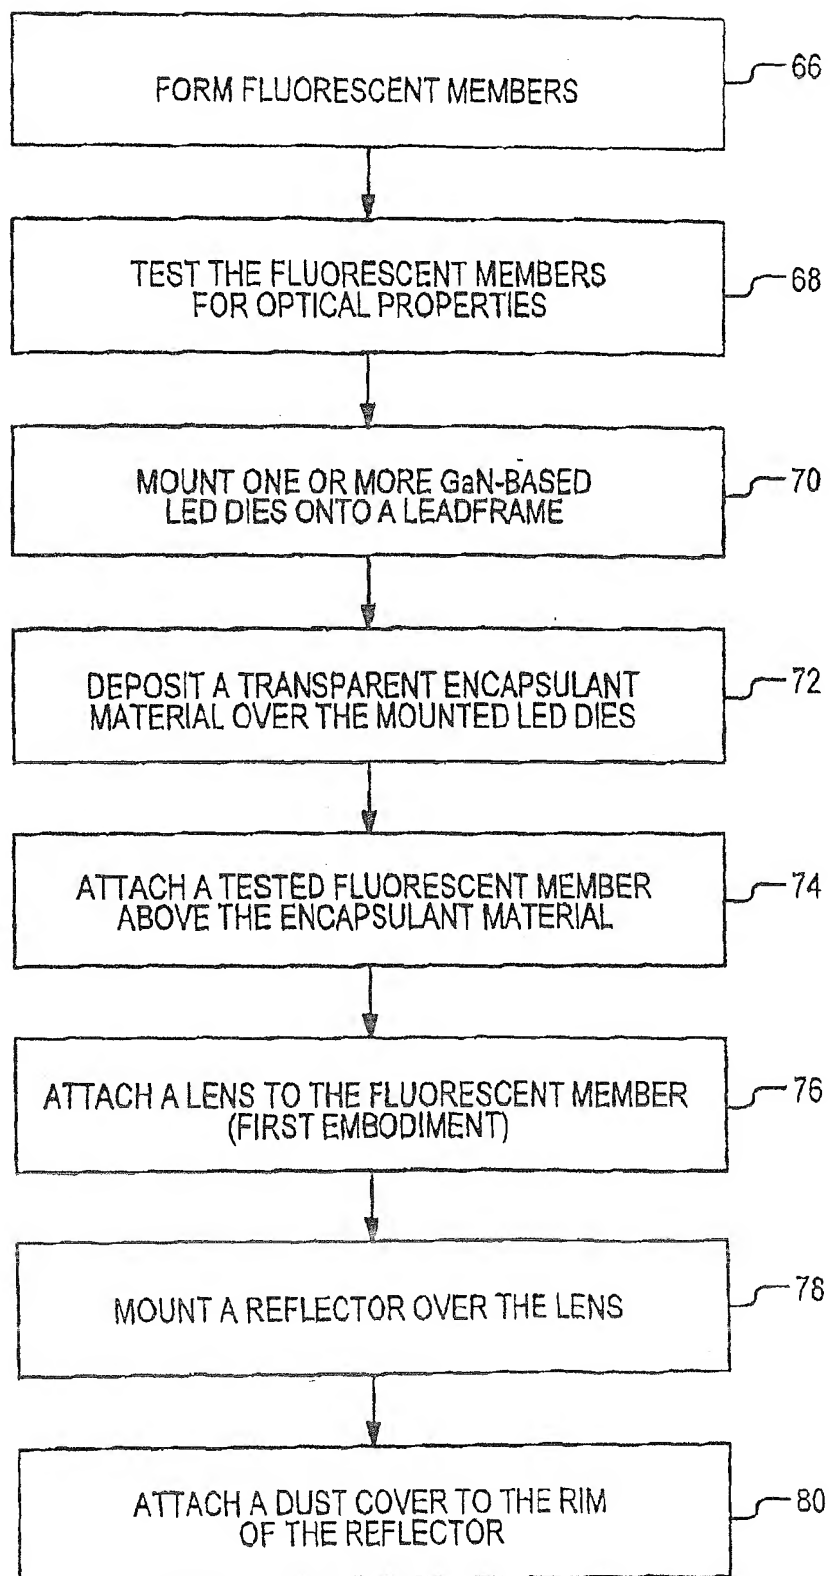 FORM FLUORESCENT MEMBERS
66
TEST THE FLUORESCENT MEMBERS
FOR OPTICAL PROPERTIES
68
MOUNT ONE OR MORE GaN-BASED
LED DIES ONTO A LEADFRAME
70
DEPOSIT A TRANSPARENT ENCAPSULANT
MATERIAL OVER THE MOUNTED LED DIES
72
ATTACH A TESTED FLUORESCENT MEMBER
ABOVE THE ENCAPSULANT MATERIAL
74
ATTACH A LENS TO THE FLUORESCENT MEMBER
(FIRST EMBODIMENT)
76
MOUNT A REFLECTOR OVER THE LENS
78
ATTACH A DUST COVER TO THE RIM
OF THE REFLECTOR
80